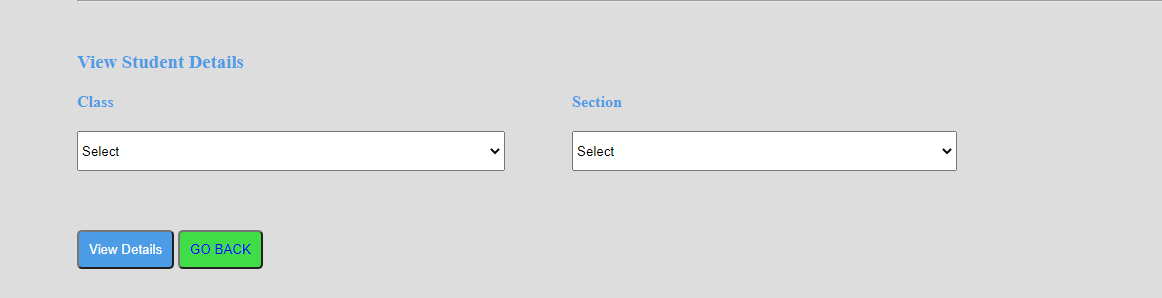 View Student Details
Class Section
Select Select
View Details GO BACK